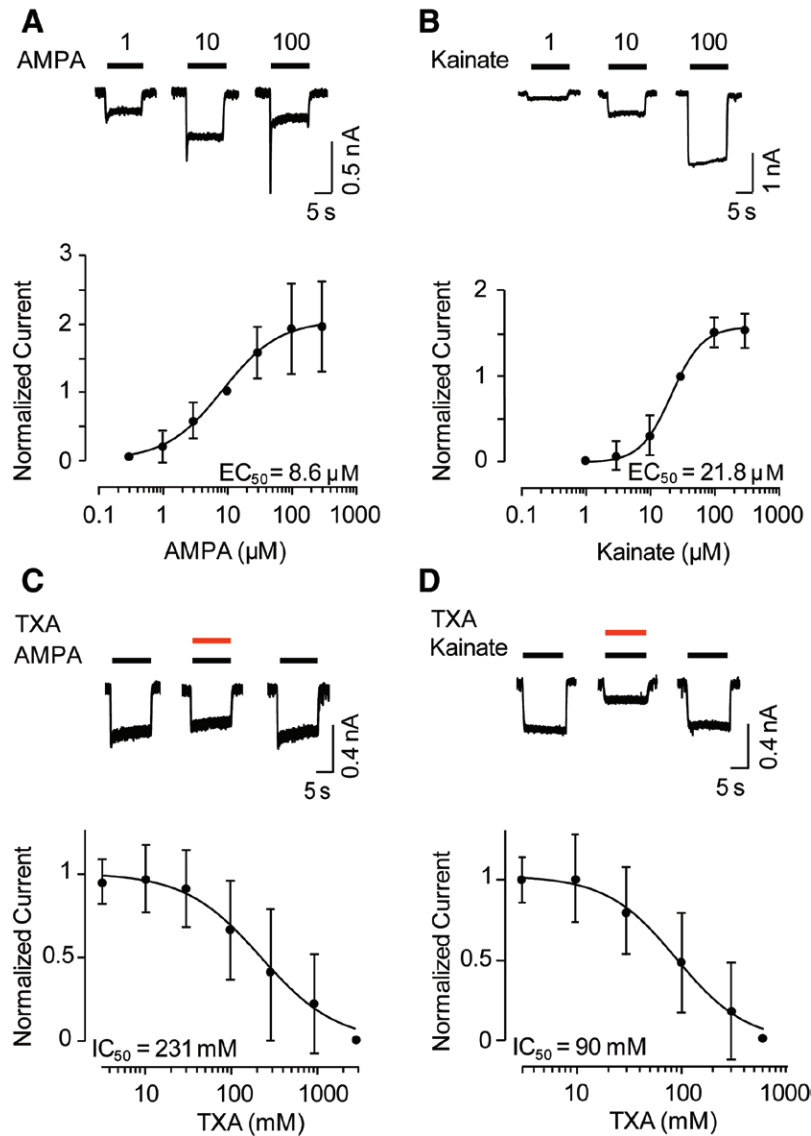 A
AMPA 1 10 100
0.5 nA
5 s
Normalized Current
3
2
1
0
EC50 = 8.6 µM
0.1 1 10 100 1000
AMPA (µM)
B
Kainate 1 10 100
1 nA
5 s
Normalized Current
2
1
0
EC50 = 21.8 µM
0.1 1 10 100 1000
Kainate (µM)
C
TXA
AMPA
0.4 nA
5 s
Normalized Current
1
0.5
0
IC50 = 231 mM
10 100 1000
TXA (mM)
D
TXA
Kainate
0.4 nA
5 s
Normalized Current
1
0.5
0
IC50 = 90 mM
10 100 1000
TXA (mM)